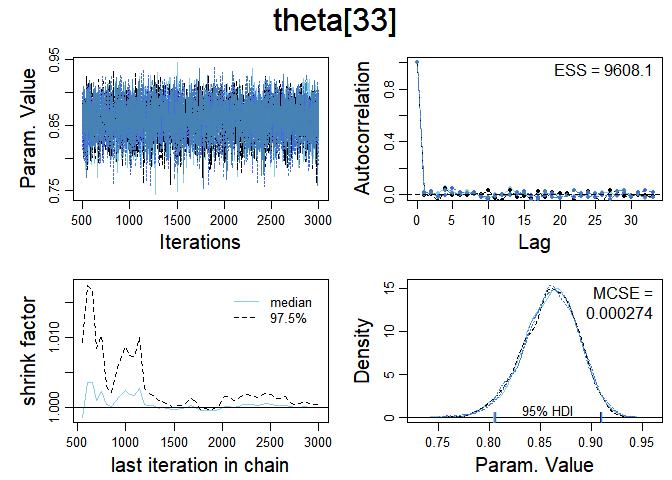 theta[33]
Param. Value
0.75
0.85
0.95
500
1000
1500
2000
2500
3000
Iterations
Autocorrelation
0.0
0.4
0.8
ESS = 9608.1
0
5
10
15
20
25
30
Lag
shrink factor
1.000
1.010
median
97.5%
500
1000
1500
2000
2500
3000
last iteration in chain
Density
0
5
10
15
MCSE =
0.000274
95% HDI
0.75
0.80
0.85
0.90
0.95
Param. Value